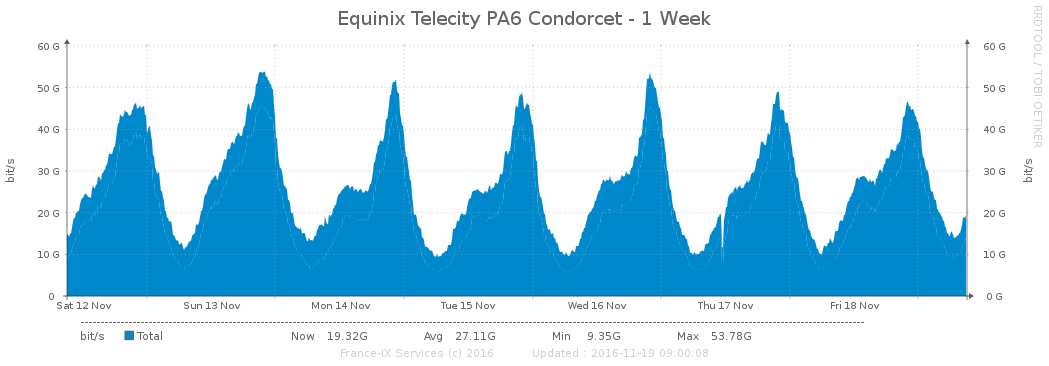 Equinix Telecity PA6 Condorcet - 1 Week
RRDTOOL / TOBI OETIKER
60 G 60 G
50 G 50 G
40 G 40 G
30 G 30 G
20 G 20 G
10 G 10 G
0 0 G
bit/s bit/s
Sat 12 Nov Sun 13 Nov Mon 14 Nov Tue 15 Nov Wed 16 Nov Thu 17 Nov Fri 18 Nov
bit/s Total Now 19.32G Avg 27.11G Min 9.35G Max 53.78G
France-IX Services (c) 2016 Updated : 2016-11-19 09:00:08